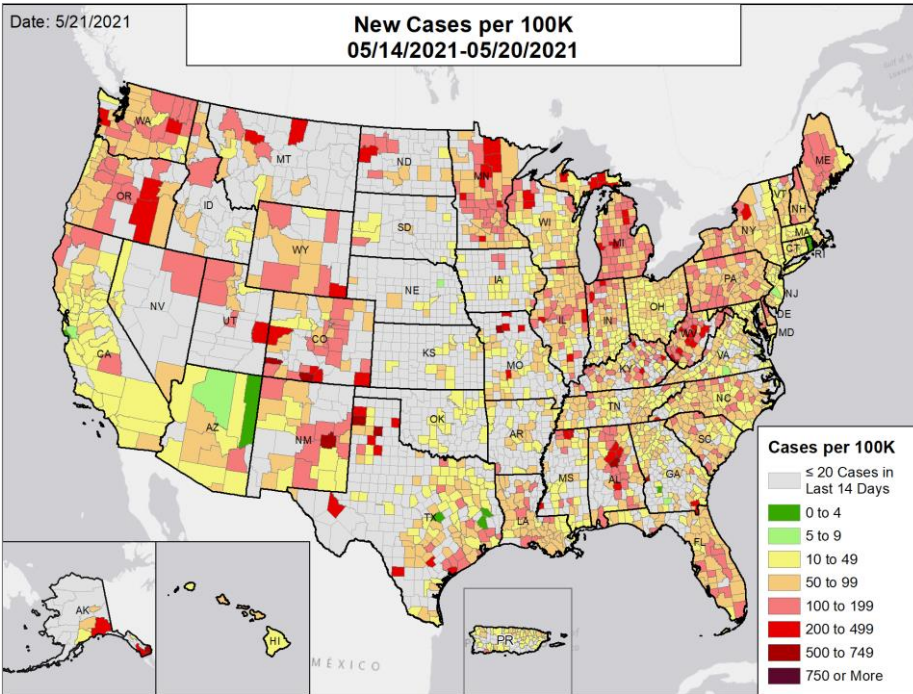 Date: 5/21/2021
New Cases per 100K
05/14/2021-05/20/2021
WA
MT
ND
MN
ME
OR
ID
WY
SD
WI
MI
VT
NH
NY
MA
CT
RI
NV
UT
CO
NE
IA
IL
IN
OH
PA
NJ
DE
MD
CA
KS
MO
KY
WV
VA
AZ
NM
OK
AR
TN
NC
SC
TX
LA
MS
AL
GA
FL
AK
HI
PR
MÉXICO
Cases per 100K
≤ 20 Cases in
Last 14 Days
0 to 4
5 to 9
10 to 49
50 to 99
100 to 199
200 to 499
500 to 749
750 or More